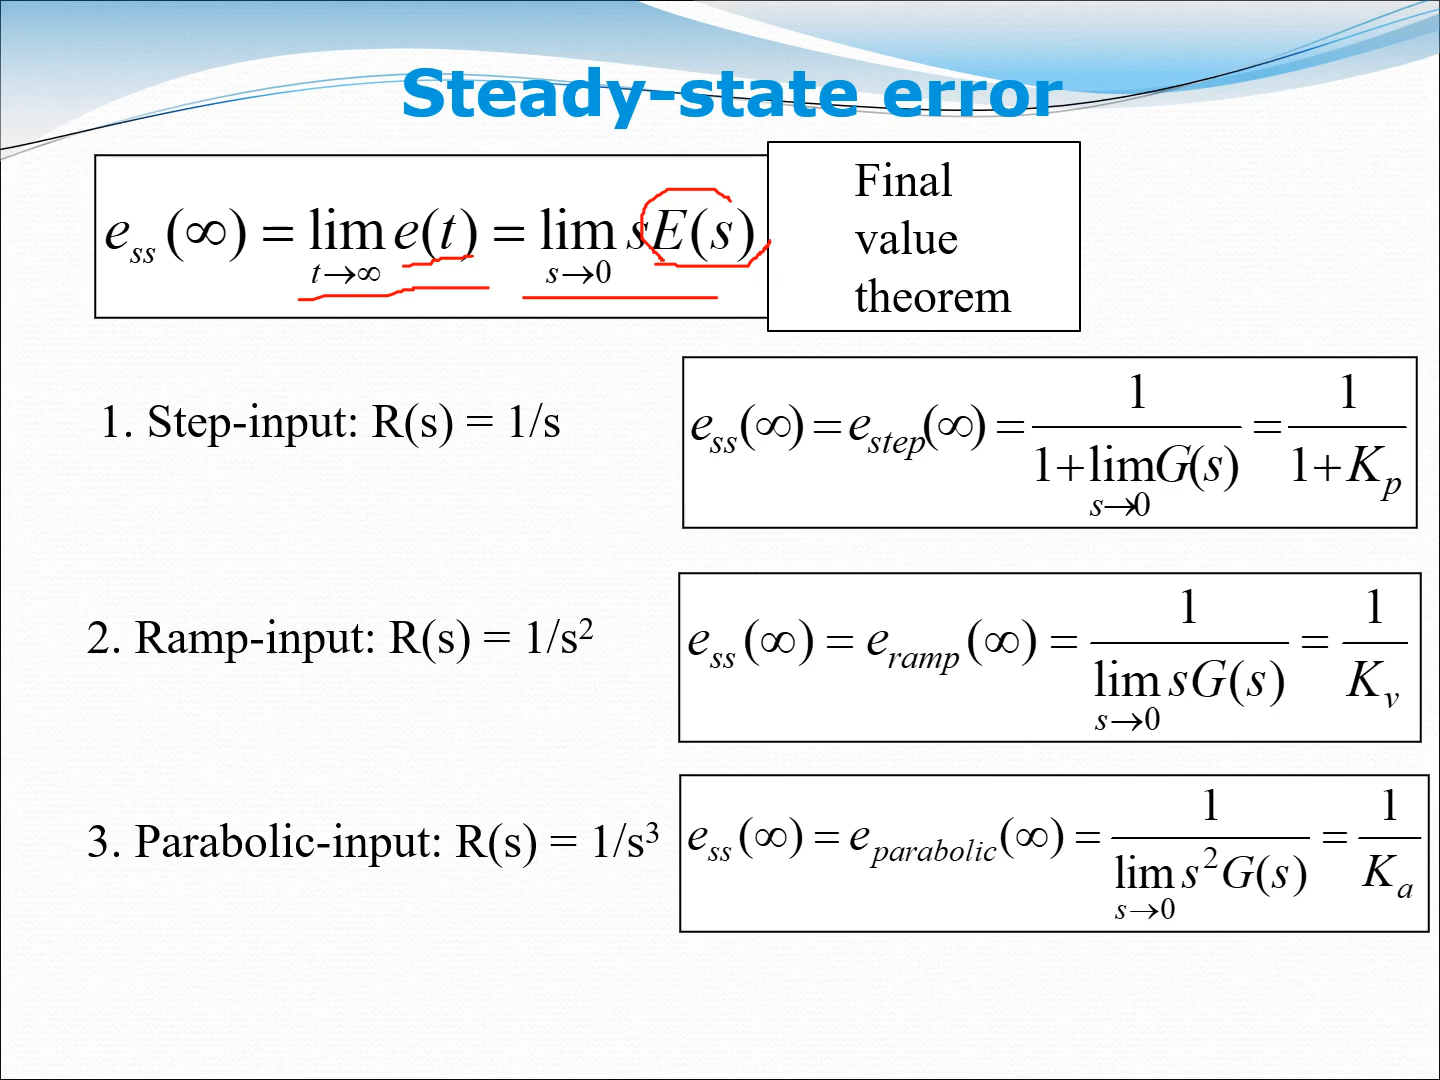 Steady-state error
e_ss(∞) = lim_{t→∞} e(t) = lim_{s→0} sE(s)
Final
value
theorem
1. Step-input: R(s) = 1/s
e_ss(∞) = e_step(∞) = 1 / (1 + lim_{s→0} G(s)) = 1 / (1 + K_p)
2. Ramp-input: R(s) = 1/s²
e_ss(∞) = e_ramp(∞) = 1 / (lim_{s→0} sG(s)) = 1 / K_v
3. Parabolic-input: R(s) = 1/s³
e_ss(∞) = e_parabolic(∞) = 1 / (lim_{s→0} s²G(s)) = 1 / K_a